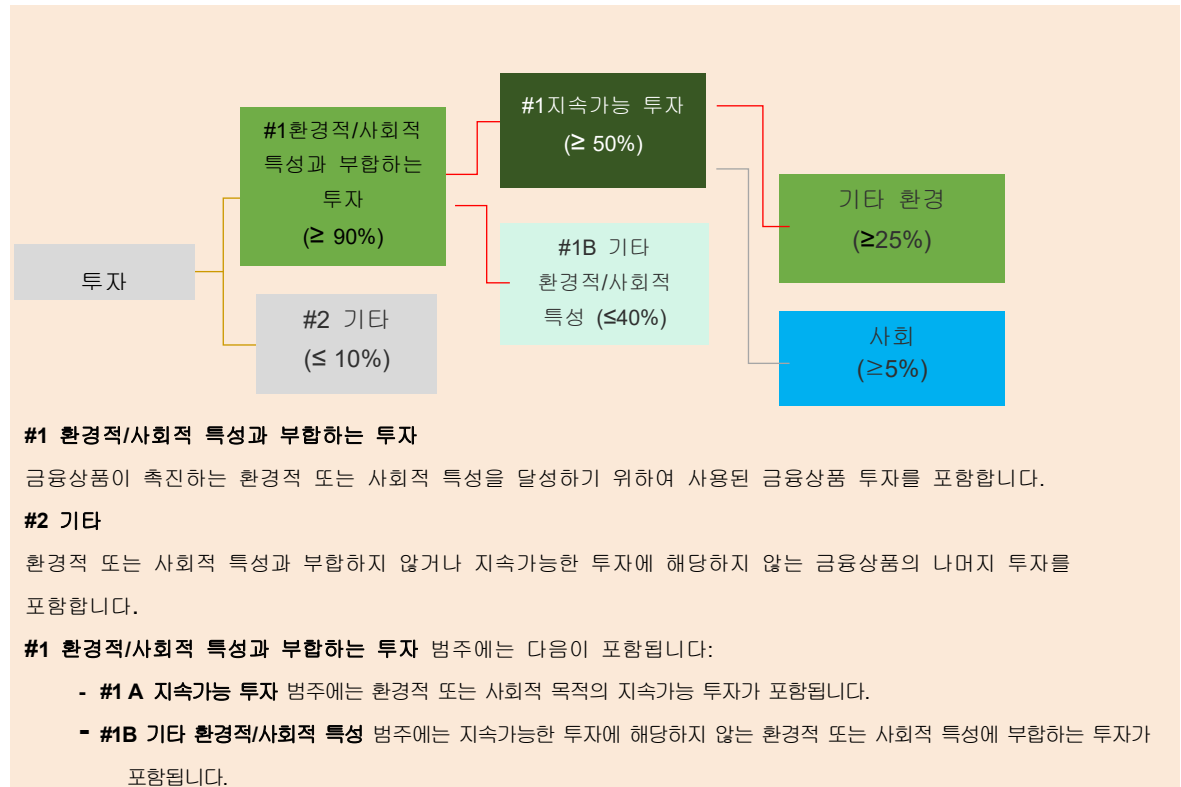 #1환경적/사회적
특성과 부합하는
투자
(≥ 90%)
#1지속가능 투자
(≥ 50%)
기타 환경
(≥25%)
투자
#1B 기타
환경적/사회적
특성 (≤40%)
#2 기타
(≤ 10%)
사회
(≥5%)
#1 환경적/사회적 특성과 부합하는 투자
금융상품이 촉진하는 환경적 또는 사회적 특성을 달성하기 위하여 사용된 금융상품 투자를 포함합니다.
#2 기타
환경적 또는 사회적 특성과 부합하지 않거나 지속가능한 투자에 해당하지 않는 금융상품의 나머지 투자를
포함합니다.
#1 환경적/사회적 특성과 부합하는 투자 범주에는 다음이 포함됩니다:
- #1 A 지속가능 투자 범주에는 환경적 또는 사회적 목적의 지속가능 투자가 포함됩니다.
- #1B 기타 환경적/사회적 특성 범주에는 지속가능한 투자에 해당하지 않는 환경적 또는 사회적 특성에 부합하는 투자가
포함됩니다.